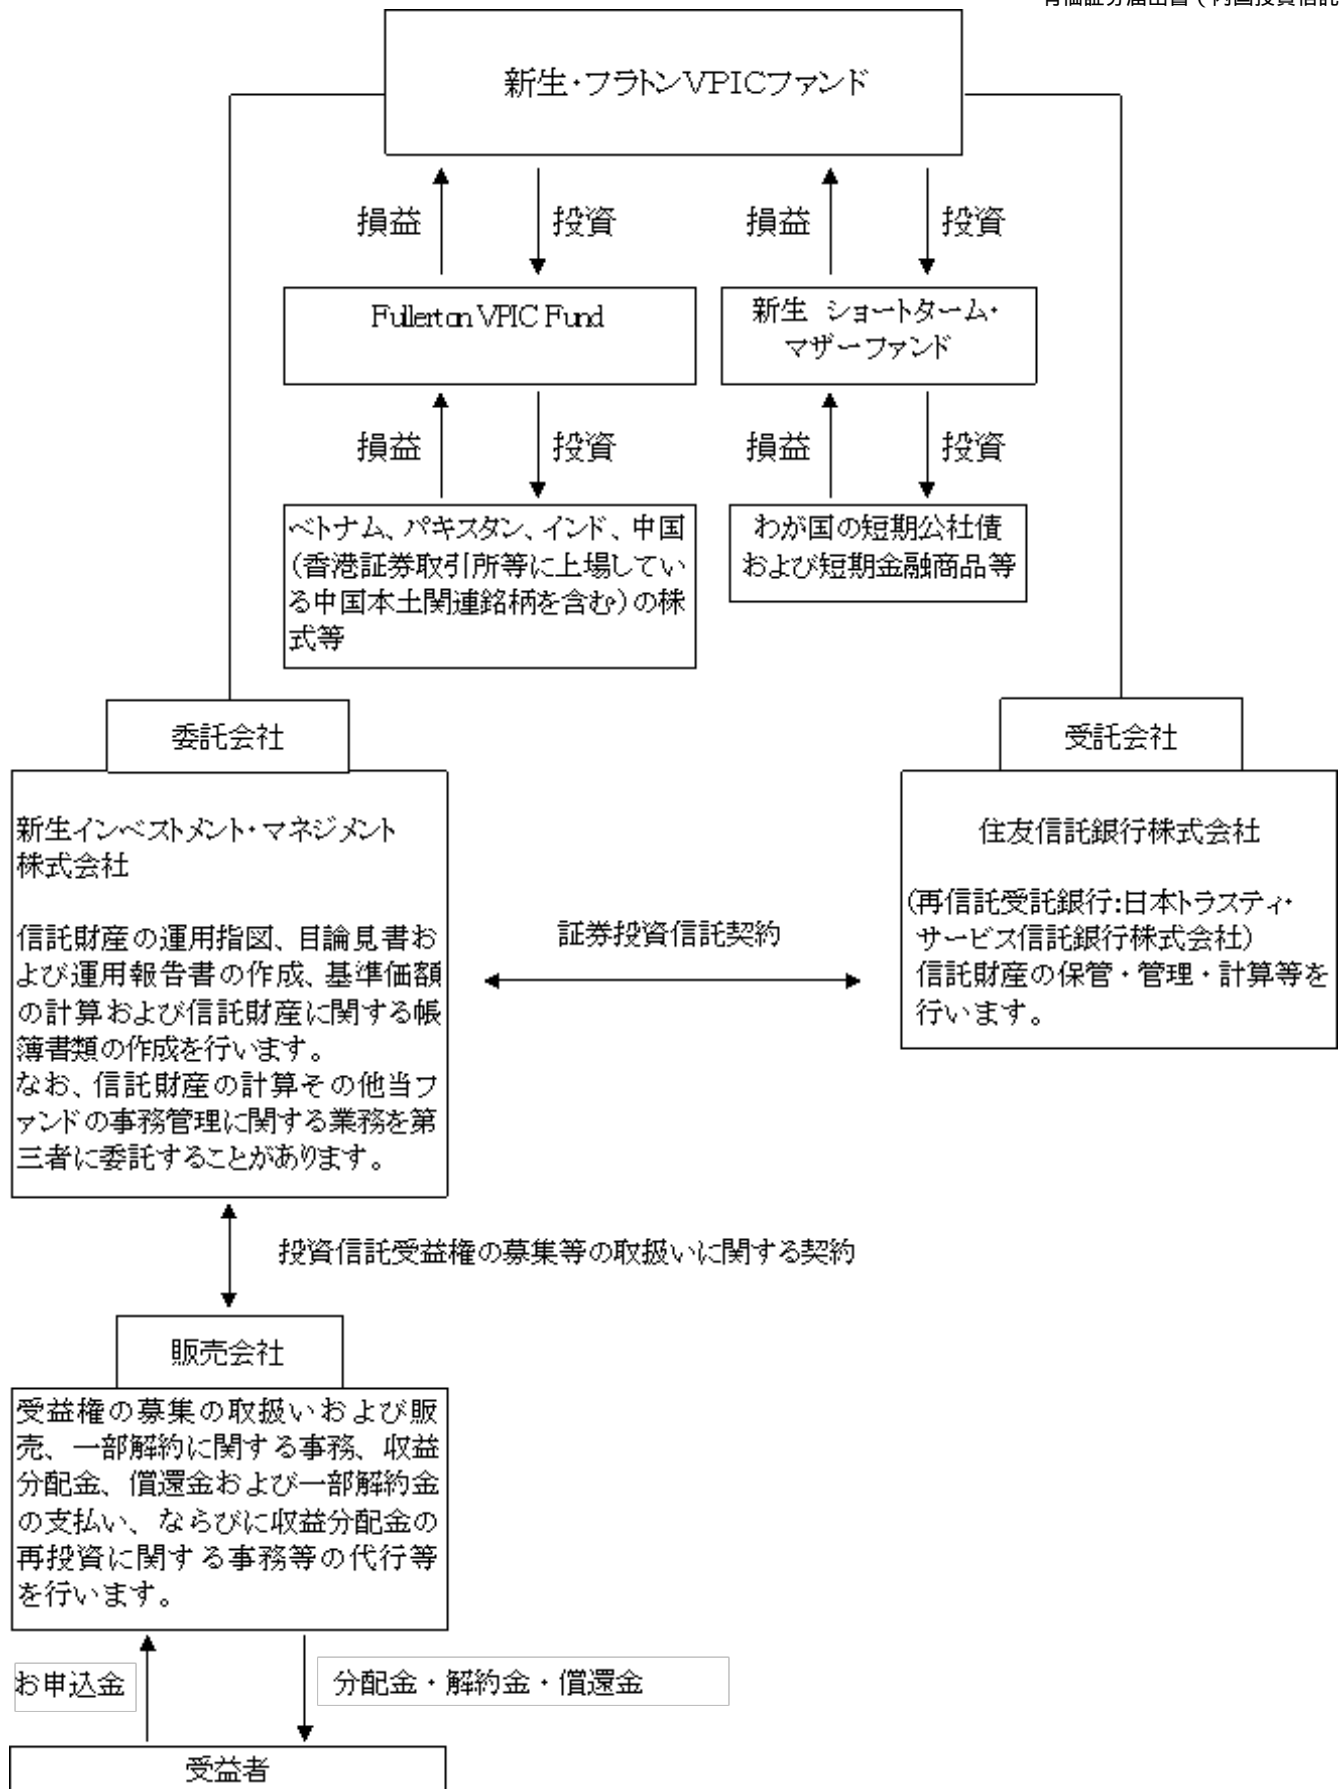 新生・フラトンVPICファンド
損益
投資
損益
投資
Fullerton VPIC Fund
新生 ショートターム・
マザーファンド
損益
投資
損益
投資
ベトナム、パキスタン、インド、中国
(香港証券取引所等に上場してい
る中国本土関連銘柄を含む)の株
式等
わが国の短期公社債
および短期金融商品等
委託会社
新生インベストメント・マネジメント
株式会社
信託財産の運用指図、目論見書お
よび運用報告書の作成、基準価額
の計算および信託財産に関する帳
簿書類の作成を行います。
なお、信託財産の計算その他当フ
ァンドの事務管理に関する業務を第
三者に委託することがあります。
証券投資信託契約
受託会社
住友信託銀行株式会社
(再信託受託銀行:日本トラスティ・
サービス信託銀行株式会社)
信託財産の保管・管理・計算等を
行います。
投資信託受益権の募集等の取扱いに関する契約
販売会社
受益権の募集の取扱いおよび販
売、一部解約に関する事務、収益
分配金、償還金および一部解約金
の支払い、ならびに収益分配金の
再投資に関する事務等の代行等
を行います。
お申込金
分配金・解約金・償還金
受益者